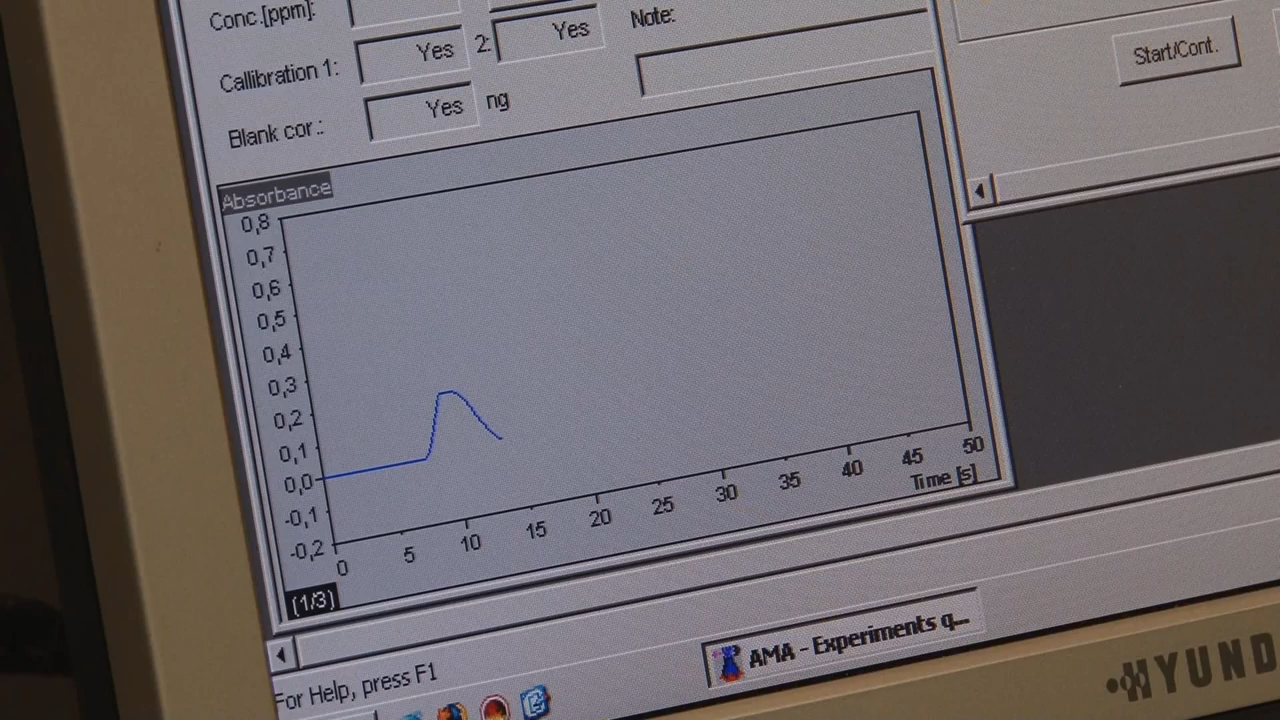 Conc.[ppm]:
Callibration 1: Yes 2: Yes Note:
Blank cor.: Yes ng
Start/Cont.
Absorbance
0,8
0,7
0,6
0,5
0,4
0,3
0,2
0,1
0,0
-0,1
-0,2
0 5 10 15 20 25 30 35 40 45 50
Time [s]
(1/3)
AMA - Experiments q...
For Help, press F1
HYUND